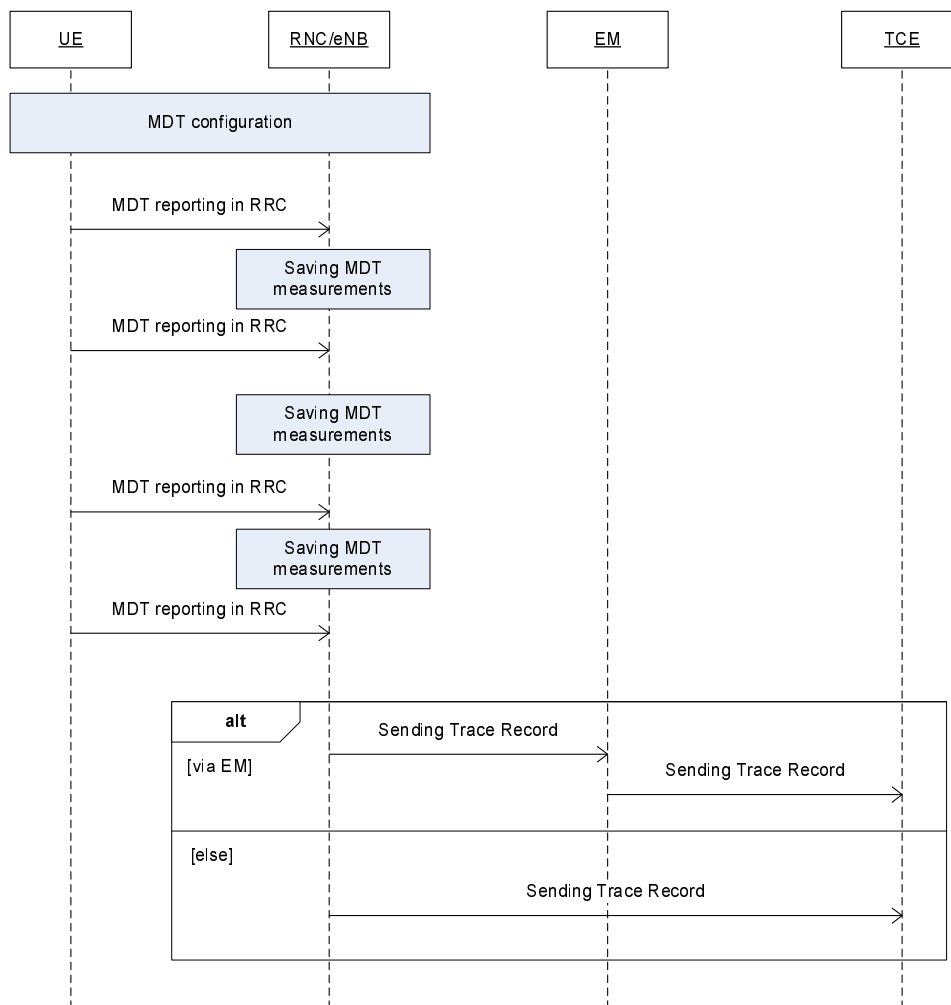 UE
RNC/eNB
EM
TCE
MDT configuration
MDT reporting in RRC
Saving MDT
measurements
MDT reporting in RRC
Saving MDT
measurements
MDT reporting in RRC
Saving MDT
measurements
MDT reporting in RRC
alt
Sending Trace Record
[via EM]
Sending Trace Record
[else]
Sending Trace Record